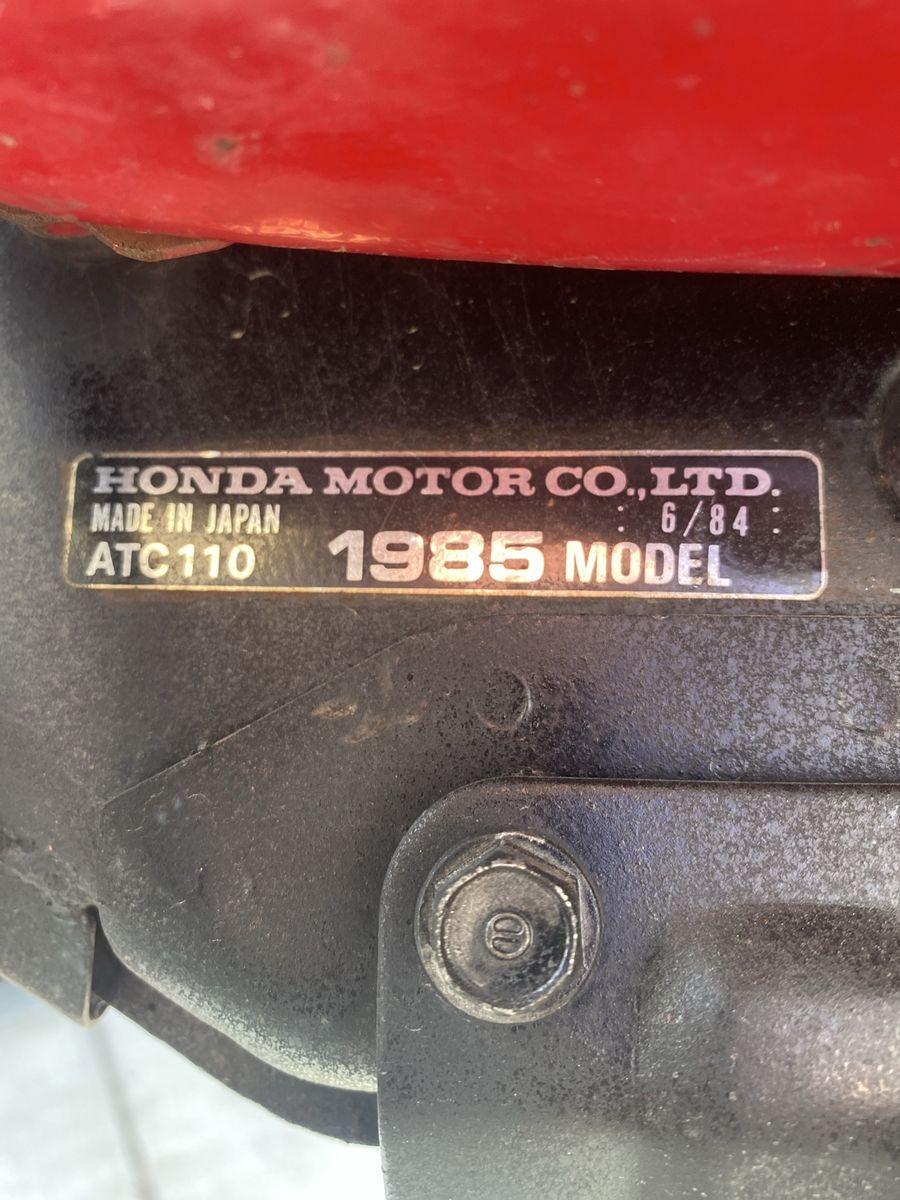 HONDA MOTOR CO.,LTD.
MADE IN JAPAN : 6/84 :
ATC110 1985 MODEL